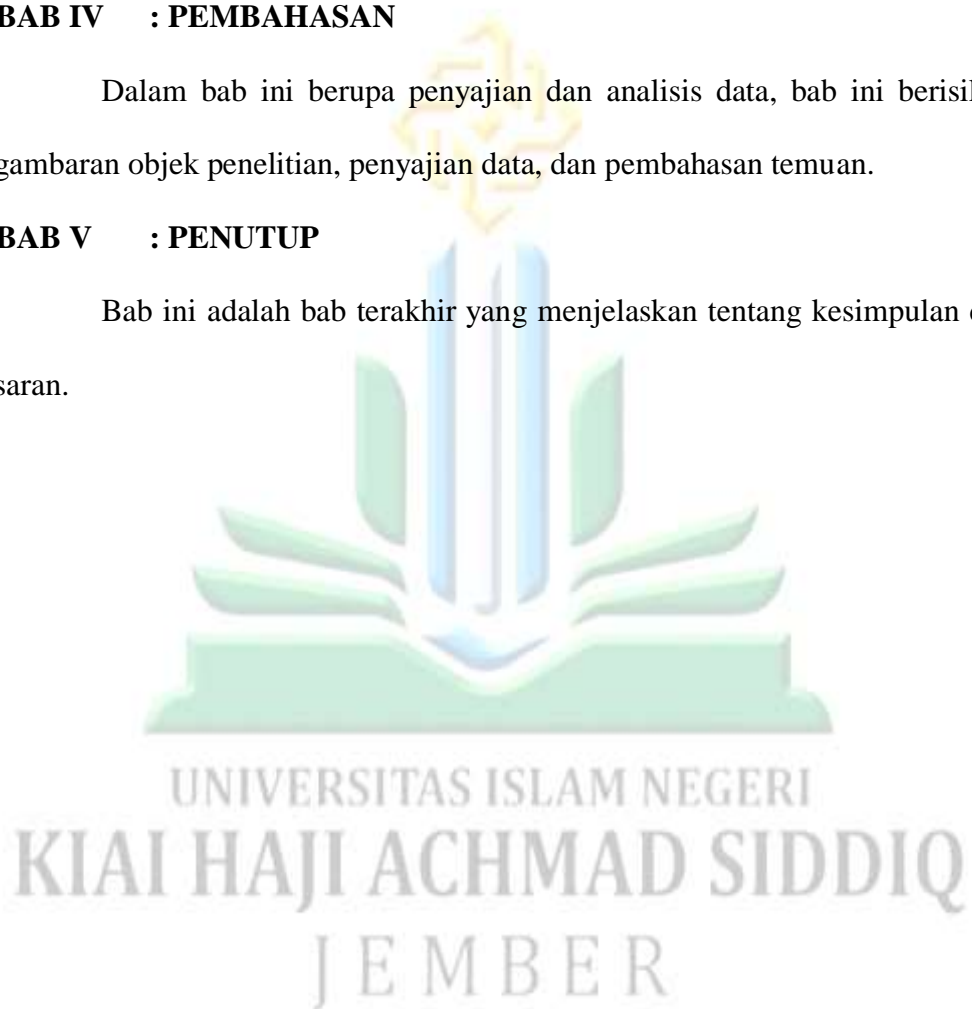 BAB IV : PEMBAHASAN
Dalam bab ini berupa penyajian dan analisis data, bab ini
gambaran objek penelitian, penyajian data, dan pembahasan temuan.
BAB V : PENUTUP
Bab ini adalah bab terakhir yang menjelaskan tentang kesimpulan
saran.
UNIVERSITAS ISLAM NEGERI
KIAI HAJI ACHMAD SIDDIQ
JEMBER